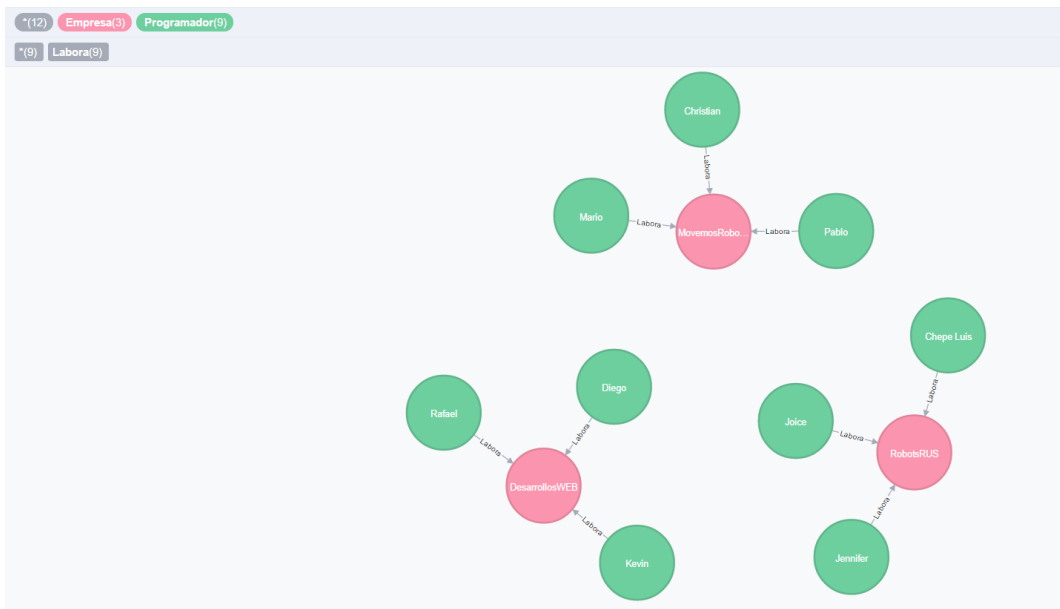 *(12) Empresa(3) Programador(9)
*(9) Labora(9)
Christian
Labora
Mario
Labora
MovemosRobo...
Labora
Pablo
Chepe Luis
Labora
Diego
Rafael
Joice
Labora
Labora
Labora
RobotsRUS
DesarrollosWEB
Labora
Labora
Jennifer
Kevin